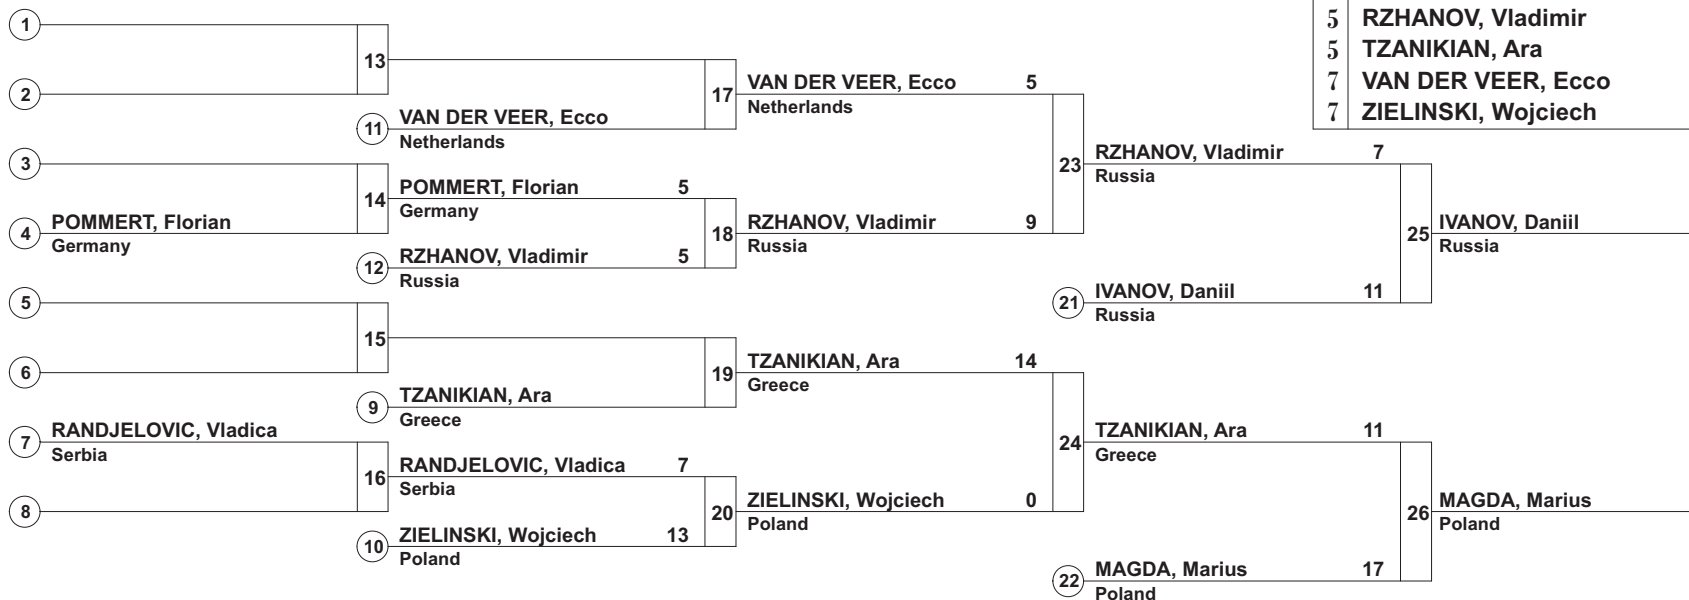 1
13
2
11
VAN DER VEER, Ecco
Netherlands
17
VAN DER VEER, Ecco 5
Netherlands
3
14
4
POMMERT, Florian
Germany
POMMERT, Florian 5
Germany
12
RZHANOV, Vladimir 5
Russia
18
RZHANOV, Vladimir 9
Russia
23
RZHANOV, Vladimir 7
Russia
21
IVANOV, Daniil 11
Russia
25
IVANOV, Daniil
Russia
5
15
6
9
TZANIKIAN, Ara
Greece
19
TZANIKIAN, Ara 14
Greece
7
RANDJELOVIC, Vladica
Serbia
16
8
RANDJELOVIC, Vladica 7
Serbia
10
ZIELINSKI, Wojciech 13
Poland
20
ZIELINSKI, Wojciech 0
Poland
24
TZANIKIAN, Ara 11
Greece
22
MAGDA, Marius 17
Poland
26
MAGDA, Marius
Poland
5 RZHANOV, Vladimir
5 TZANIKIAN, Ara
7 VAN DER VEER, Ecco
7 ZIELINSKI, Wojciech